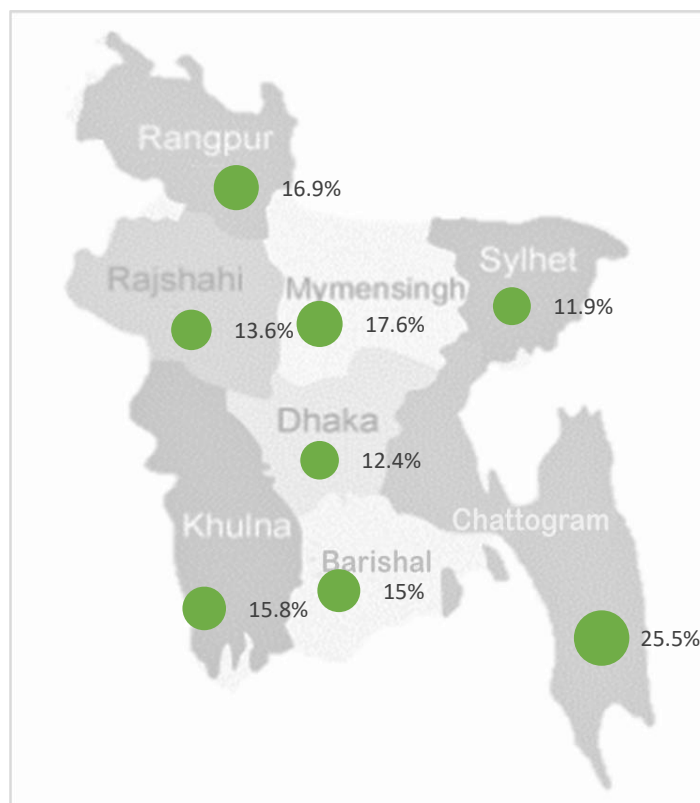 Rangpur
16.9%
Sylhet
Rajshahi
Mymensingh
11.9%
13.6%
17.6%
Dhaka
12.4%
Khulna
Chattogram
Barishal
15.8%
15%
25.5%